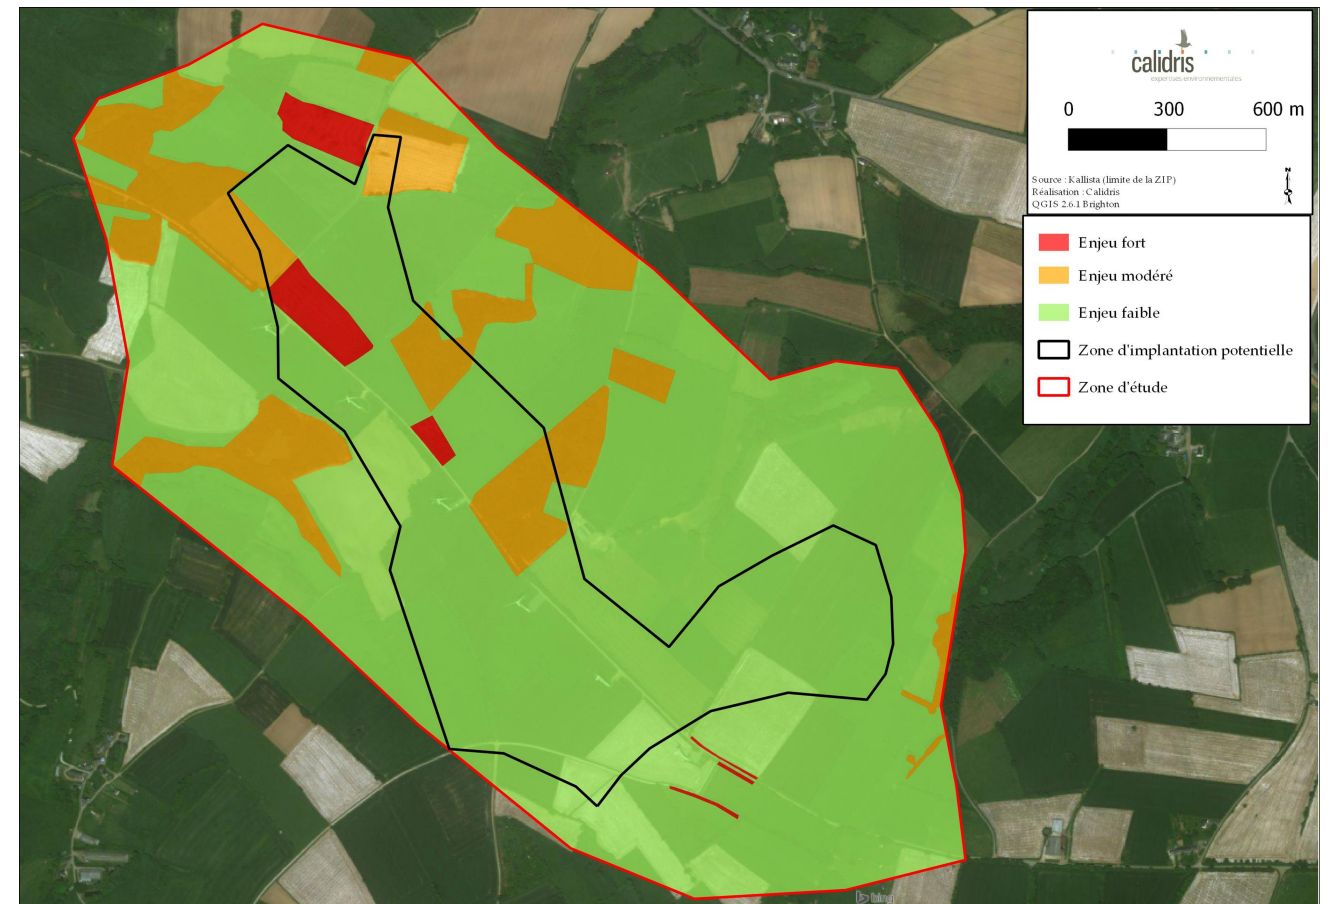 calidris
expertises environnementales
0 300 600 m
Source : Kallista (limite de la ZIP)
Réalisation : Calidris
QGIS 2.6.1 Brighton
N
Enjeu fort
Enjeu modéré
Enjeu faible
Zone d'implantation potentielle
Zone d'étude
bing